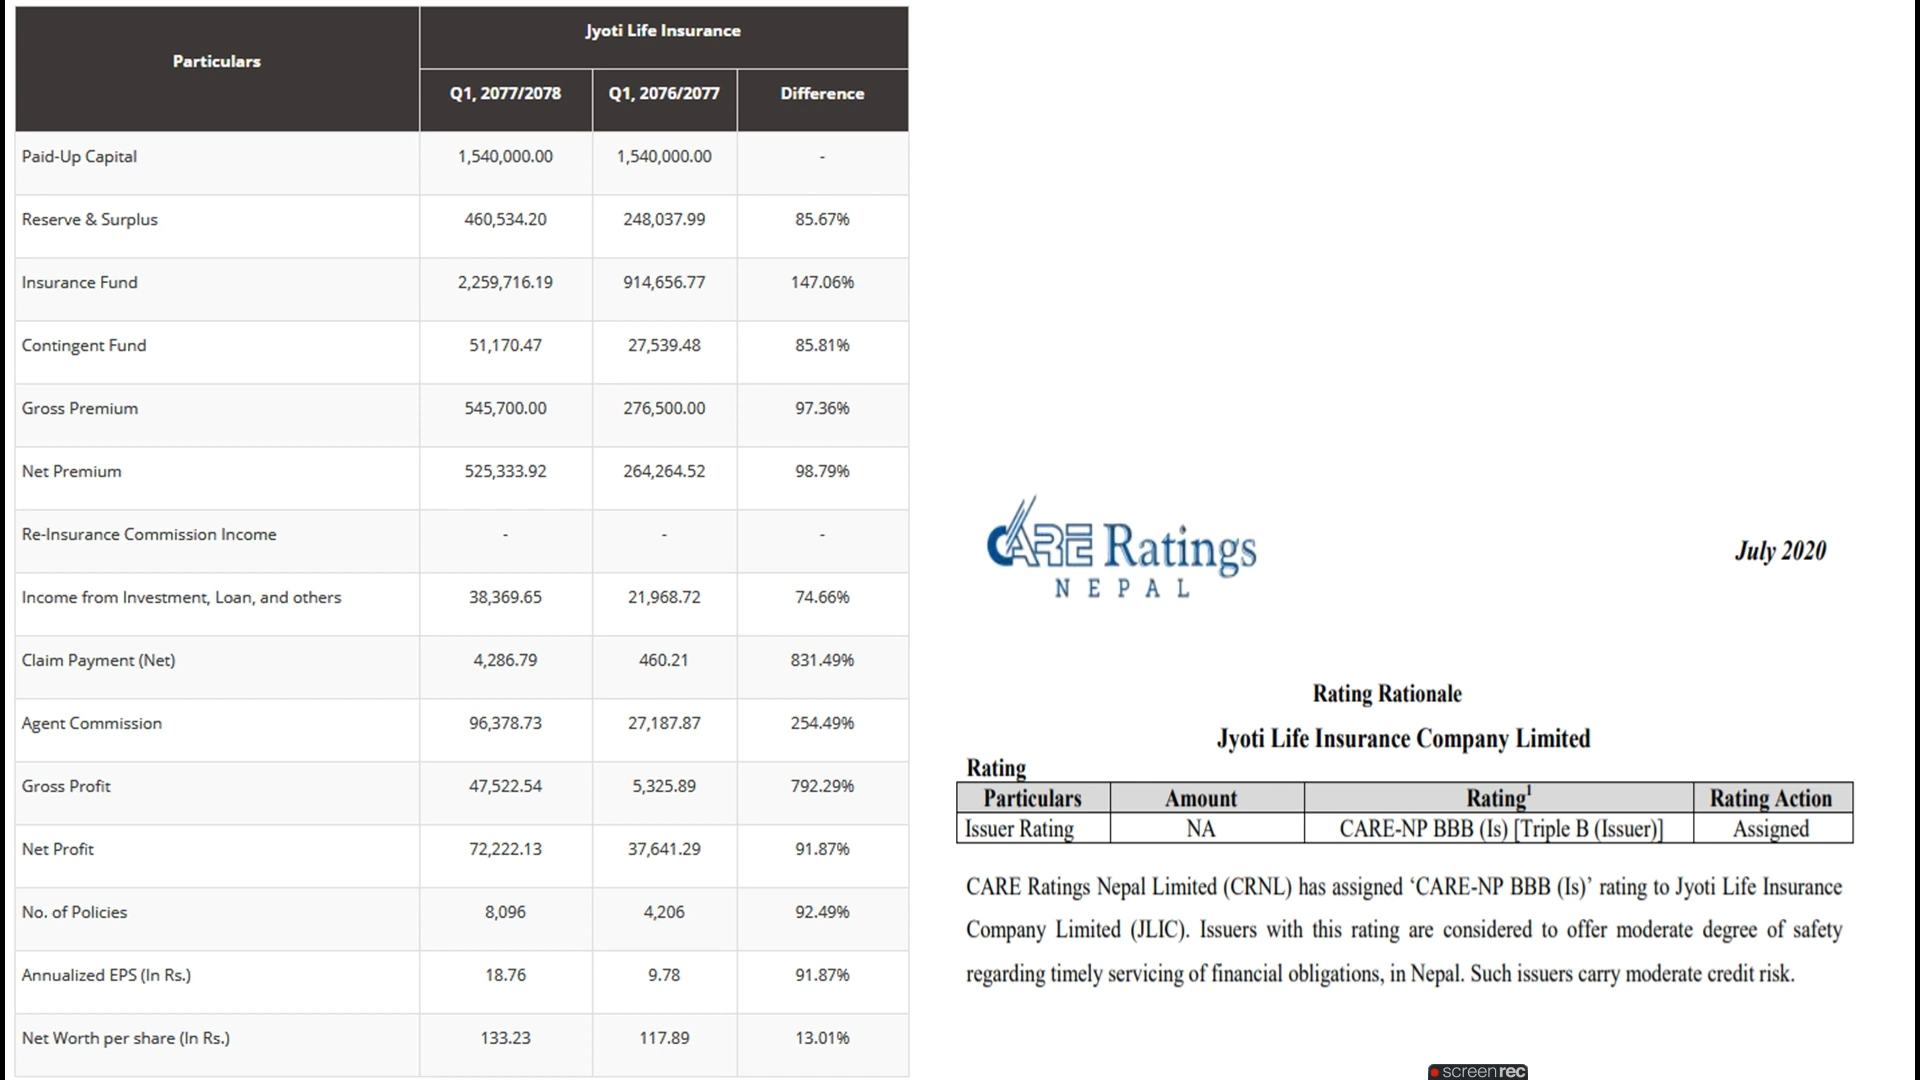 Particulars
Jyoti Life Insurance
Q1, 2077/2078 Q1, 2076/2077 Difference
Paid-Up Capital 1,540,000.00 1,540,000.00 -
Reserve & Surplus 460,534.20 248,037.99 85.67%
Insurance Fund 2,259,716.19 914,656.77 147.06%
Contingent Fund 51,170.47 27,539.48 85.81%
Gross Premium 545,700.00 276,500.00 97.36%
Net Premium 525,333.92 264,264.52 98.79%
Re-Insurance Commission Income - - -
Income from Investment, Loan, and others 38,369.65 21,968.72 74.66%
Claim Payment (Net) 4,286.79 460.21 831.49%
Agent Commission 96,378.73 27,187.87 254.49%
Gross Profit 47,522.54 5,325.89 792.29%
Net Profit 72,222.13 37,641.29 91.87%
No. of Policies 8,096 4,206 92.49%
Annualized EPS (In Rs.) 18.76 9.78 91.87%
Net Worth per share (In Rs.) 133.23 117.89 13.01%
CARE Ratings
NEPAL
July 2020
Rating Rationale
Jyoti Life Insurance Company Limited
Rating
Particulars Amount Rating¹ Rating Action
Issuer Rating NA CARE-NP BBB (Is) [Triple B (Issuer)] Assigned
CARE Ratings Nepal Limited (CRNL) has assigned ‘CARE-NP BBB (Is)’ rating to Jyoti Life Insurance
Company Limited (JLIC). Issuers with this rating are considered to offer moderate degree of safety
regarding timely servicing of financial obligations, in Nepal. Such issuers carry moderate credit risk.
screenrec